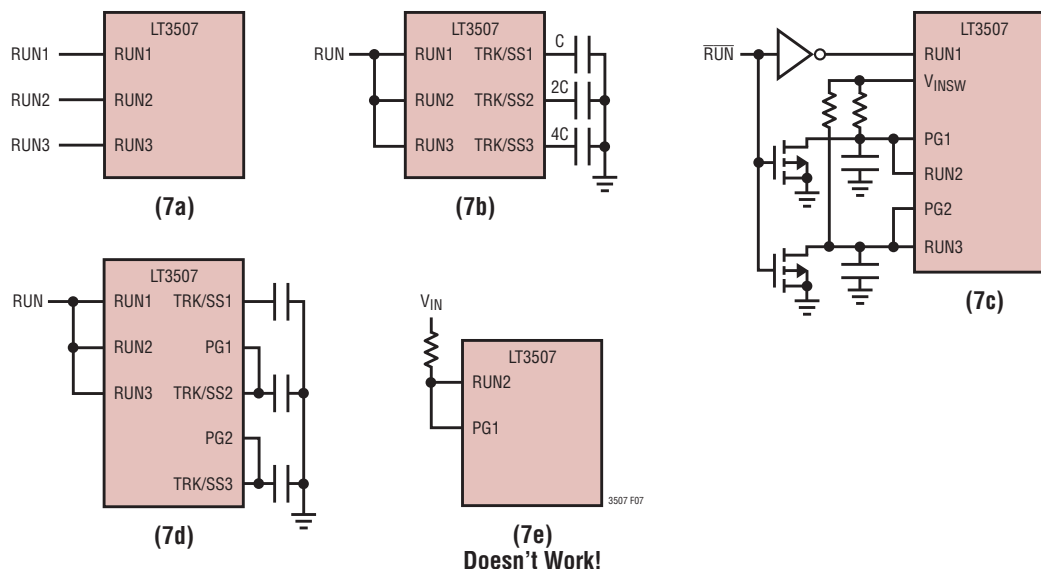 LT3507
RUN1 RUN1
RUN2 RUN2
RUN3 RUN3
(7a)
LT3507
RUN RUN1 TRK/SS1 C
RUN2 TRK/SS2 2C
RUN3 TRK/SS3 4C
(7b)
LT3507
RUN RUN1
VINSW
PG1
RUN2
PG2
RUN3
(7c)
LT3507
RUN RUN1 TRK/SS1
RUN2 PG1
RUN3 TRK/SS2
PG2
TRK/SS3
(7d)
VIN
LT3507
RUN2
PG1
3507 F07
(7e)
Doesn't Work!